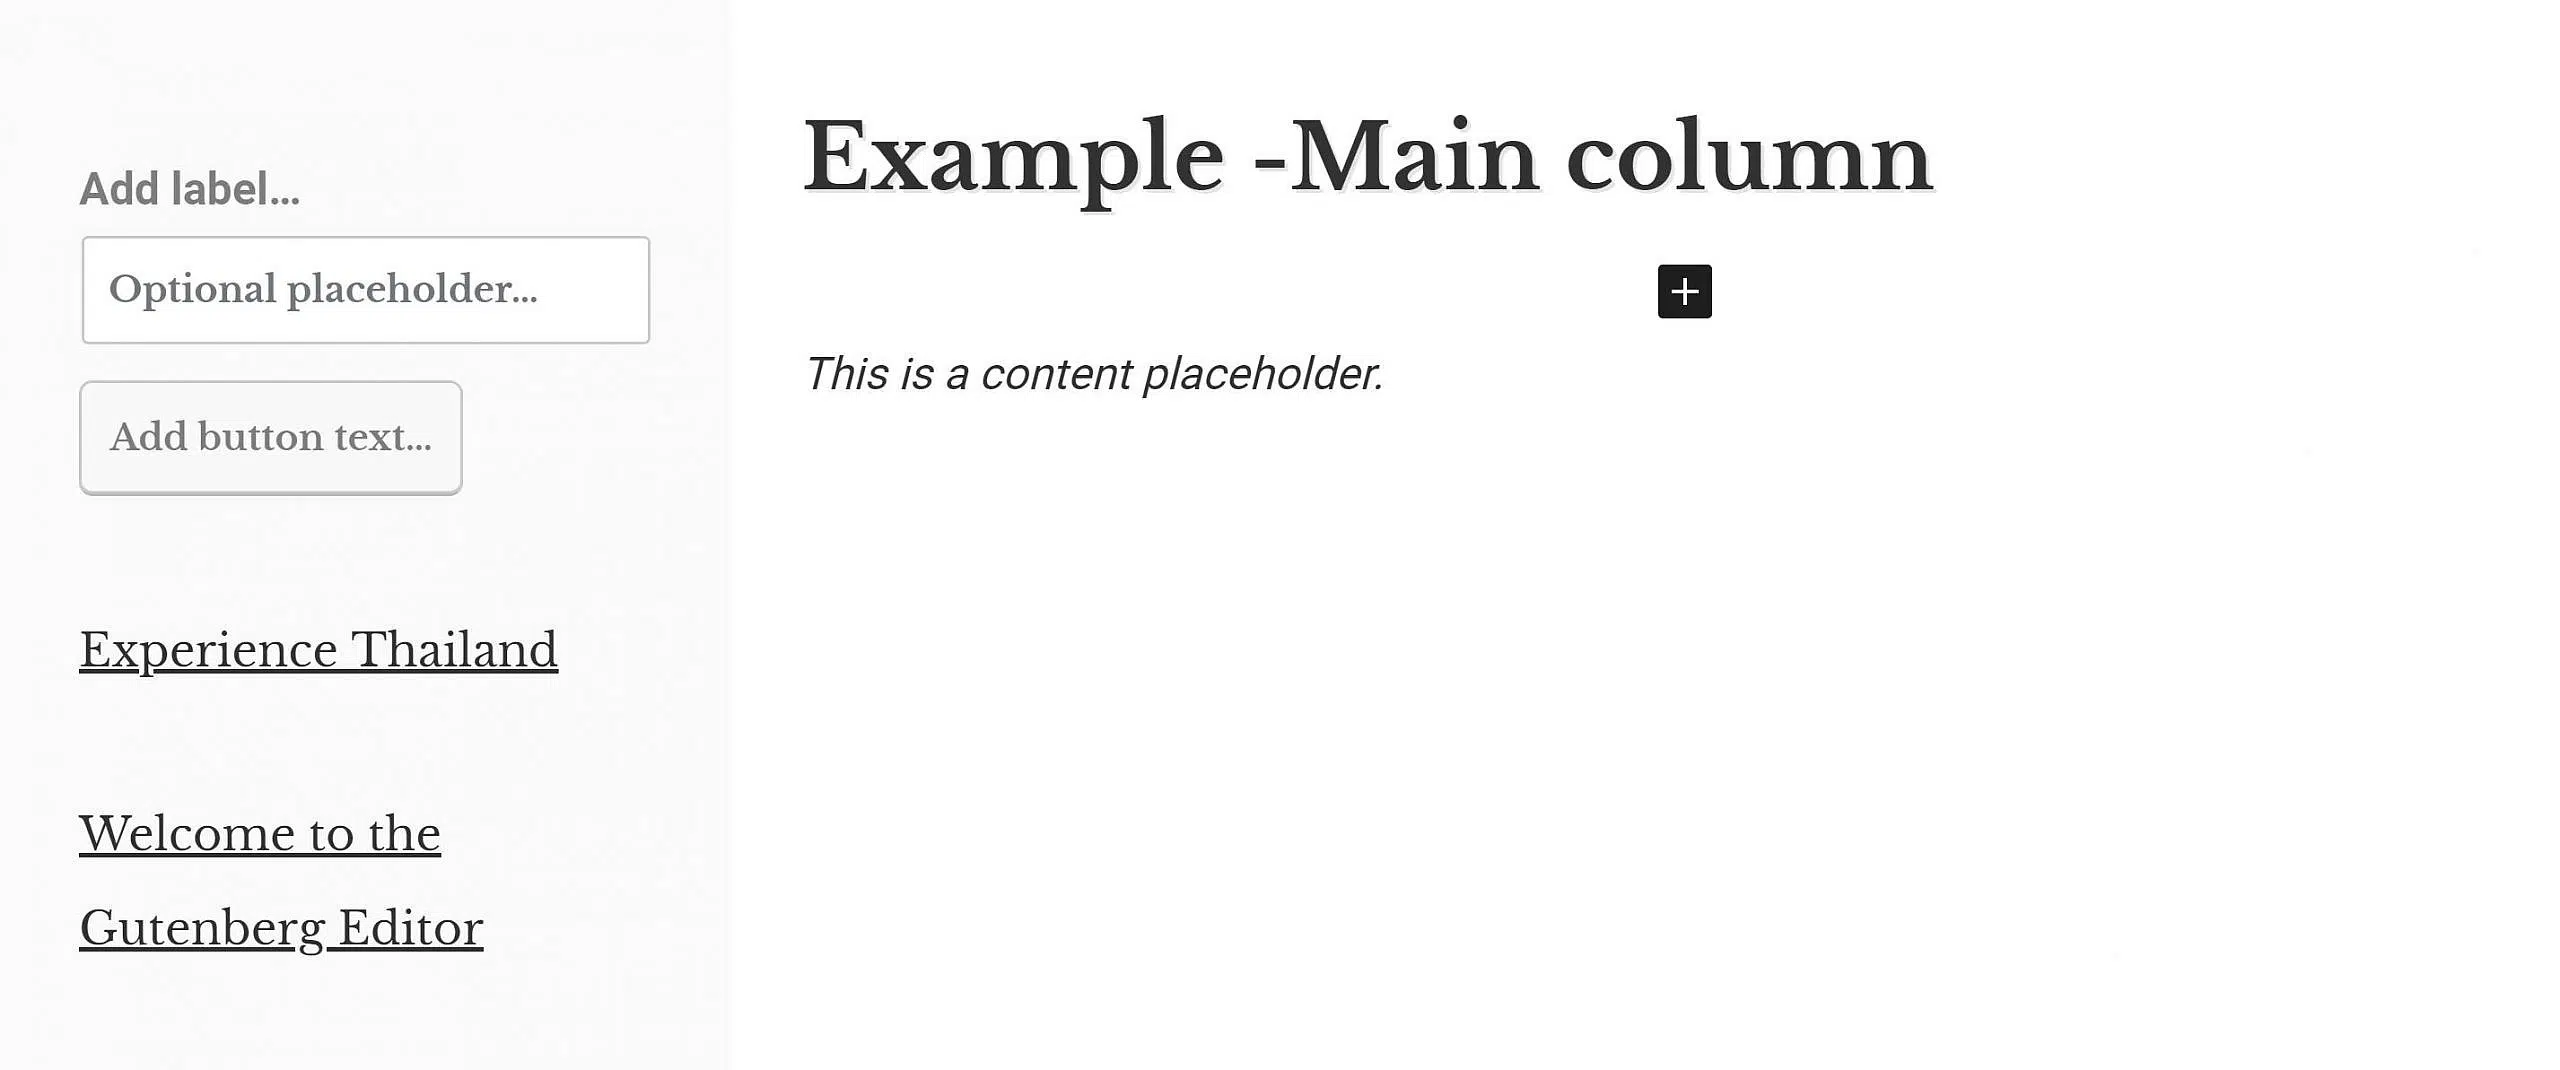 Add label...
Optional placeholder...
Add button text...
Experience Thailand
Welcome to the
Gutenberg Editor
Example -Main column
This is a content placeholder.